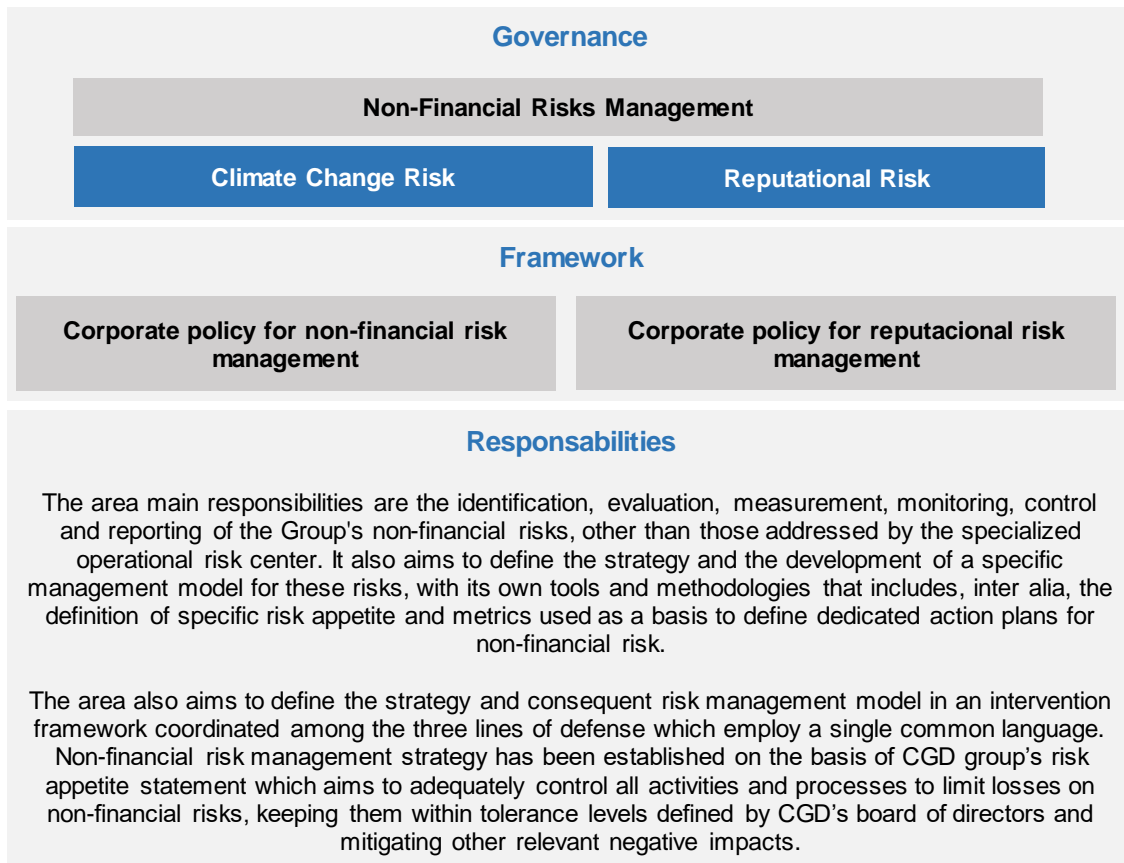 Governance
Non-Financial Risks Management
Climate Change Risk
Reputational Risk
Framework
Corporate policy for non-financial risk
management
Corporate policy for reputacional risk
management
Responsabilities
The area main responsibilities are the identification, evaluation, measurement, monitoring, control
and reporting of the Group's non-financial risks, other than those addressed by the specialized
operational risk center. It also aims to define the strategy and the development of a specific
management model for these risks, with its own tools and methodologies that includes, inter alia, the
definition of specific risk appetite and metrics used as a basis to define dedicated action plans for
non-financial risk.
The area also aims to define the strategy and consequent risk management model in an intervention
framework coordinated among the three lines of defense which employ a single common language.
Non-financial risk management strategy has been established on the basis of CGD group's risk
appetite statement which aims to adequately control all activities and processes to limit losses on
non-financial risks, keeping them within tolerance levels defined by CGD's board of directors and
mitigating other relevant negative impacts.